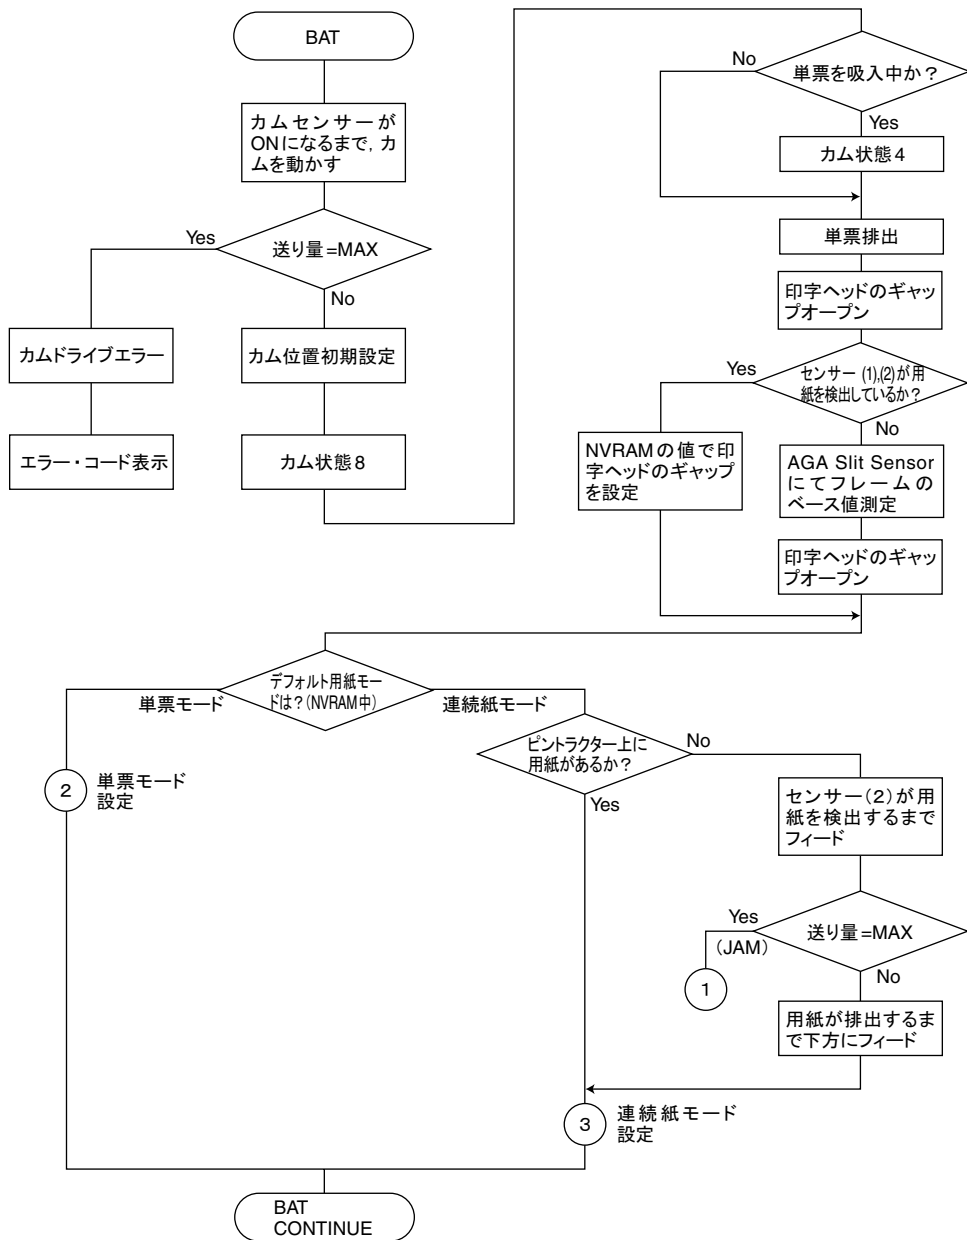 BAT
カムセンサーが
ONになるまで, カ
ムを動かす
Yes
送り量=MAX
No
カムドライブエラー
カム位置初期設定
エラー・コード表示
カム状態8
No
単票を吸入中か?
Yes
カム状態4
単票排出
印字ヘッドのギャッ
プオープン
Yes
センサー (1),(2)が用
紙を検出しているか?
No
NVRAMの値で印
字ヘッドのギャップ
を設定
AGA Slit Sensor
にてフレームの
ベース値測定
印字ヘッドのギャッ
プオープン
デフォルト用紙モー
ドは?(NVRAM中)
単票モード
連続紙モード
2
単票モード
設定
ピントラクター上に
用紙があるか?
No
Yes
センサー(2)が用
紙を検出するまで
フィード
Yes
(JAM)
送り量=MAX
1
No
用紙が排出するま
で下方にフィード
3
連続紙モード
設定
BAT
CONTINUE